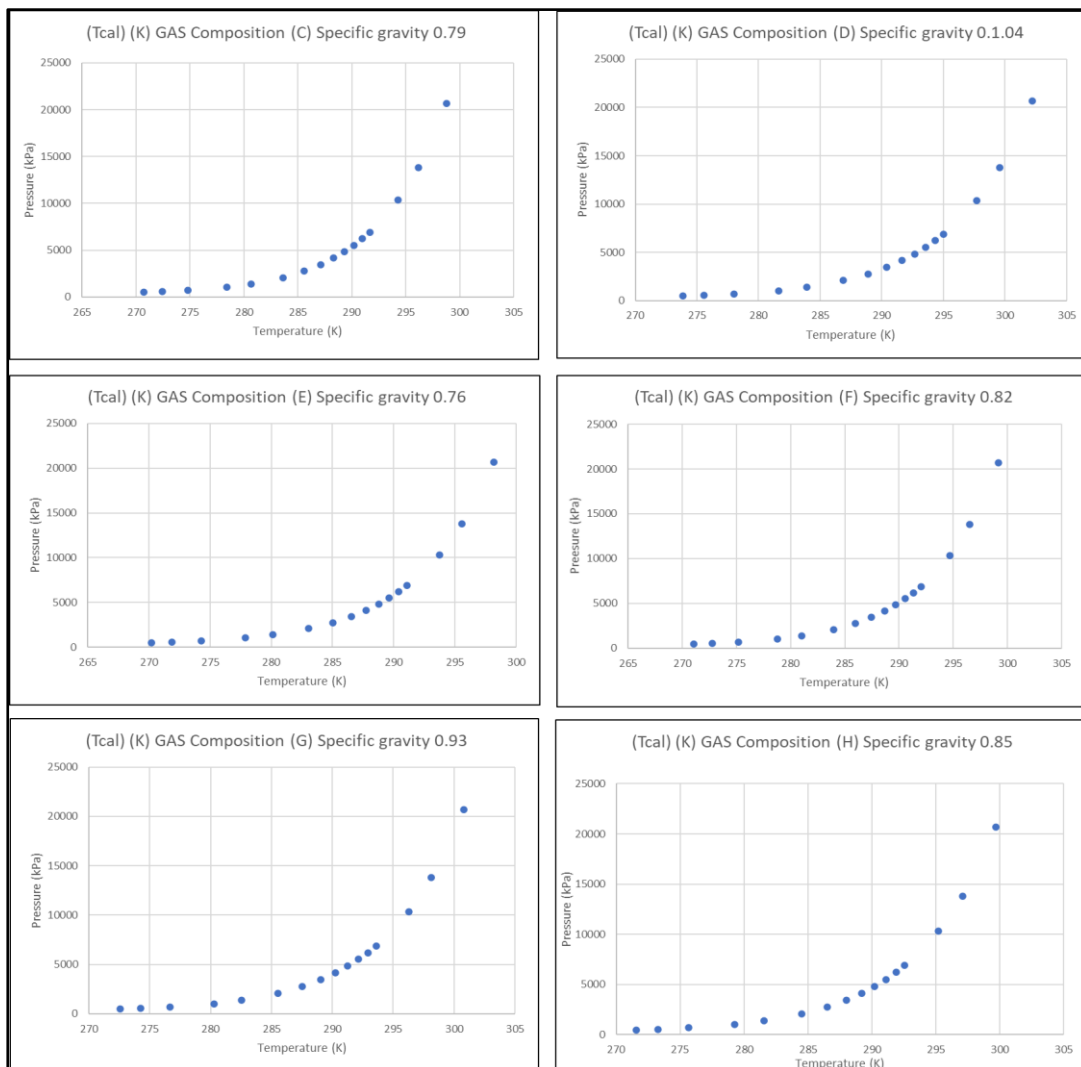 (Tcal) (K) GAS Composition (C) Specific gravity 0.79
25000
20000
15000
10000
5000
0
Pressure (kPa)
265 270 275 280 285 290 295 300 305
Temperature (K)
(Tcal) (K) GAS Composition (D) Specific gravity 0.1.04
25000
20000
15000
10000
5000
0
Pressure (kPa)
270 275 280 285 290 295 300 305
Temperature (K)
(Tcal) (K) GAS Composition (E) Specific gravity 0.76
25000
20000
15000
10000
5000
0
Pressure (kPa)
265 270 275 280 285 290 295 300
Temperature (K)
(Tcal) (K) GAS Composition (F) Specific gravity 0.82
25000
20000
15000
10000
5000
0
Preesure (kPa)
265 270 275 280 285 290 295 300 305
Temperature (K)
(Tcal) (K) GAS Composition (G) Specific gravity 0.93
25000
20000
15000
10000
5000
0
Pressure (kPa)
270 275 280 285 290 295 300 305
Temperature (K)
(Tcal) (K) GAS Composition (H) Specific gravity 0.85
25000
20000
15000
10000
5000
0
Pressure (kPa)
270 275 280 285 290 295 300 305
Temperature (K)